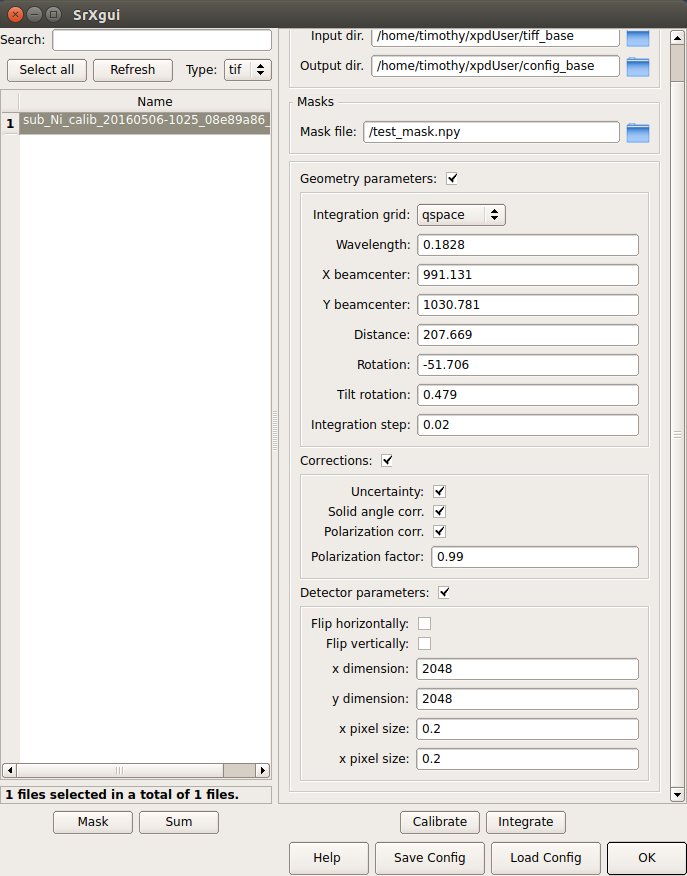 SrXgui
Search:
Select all Refresh Type: tif
Name
1 sub_Ni_calib_20160506-1025_08e89a86_
1 files selected in a total of 1 files.
Mask Sum
Input dir. /home/timothy/xpdUser/tiff_base
Output dir. /home/timothy/xpdUser/config_base
Masks
Mask file: /test_mask.npy
Geometry parameters:
Integration grid: qspace
Wavelength: 0.1828
X beamcenter: 991.131
Y beamcenter: 1030.781
Distance: 207.669
Rotation: -51.706
Tilt rotation: 0.479
Integration step: 0.02
Corrections:
Uncertainty:
Solid angle corr.
Polarization corr.
Polarization factor: 0.99
Detector parameters:
Flip horizontally:
Flip vertically:
x dimension: 2048
y dimension: 2048
x pixel size: 0.2
x pixel size: 0.2
Calibrate Integrate
Help Save Config Load Config OK